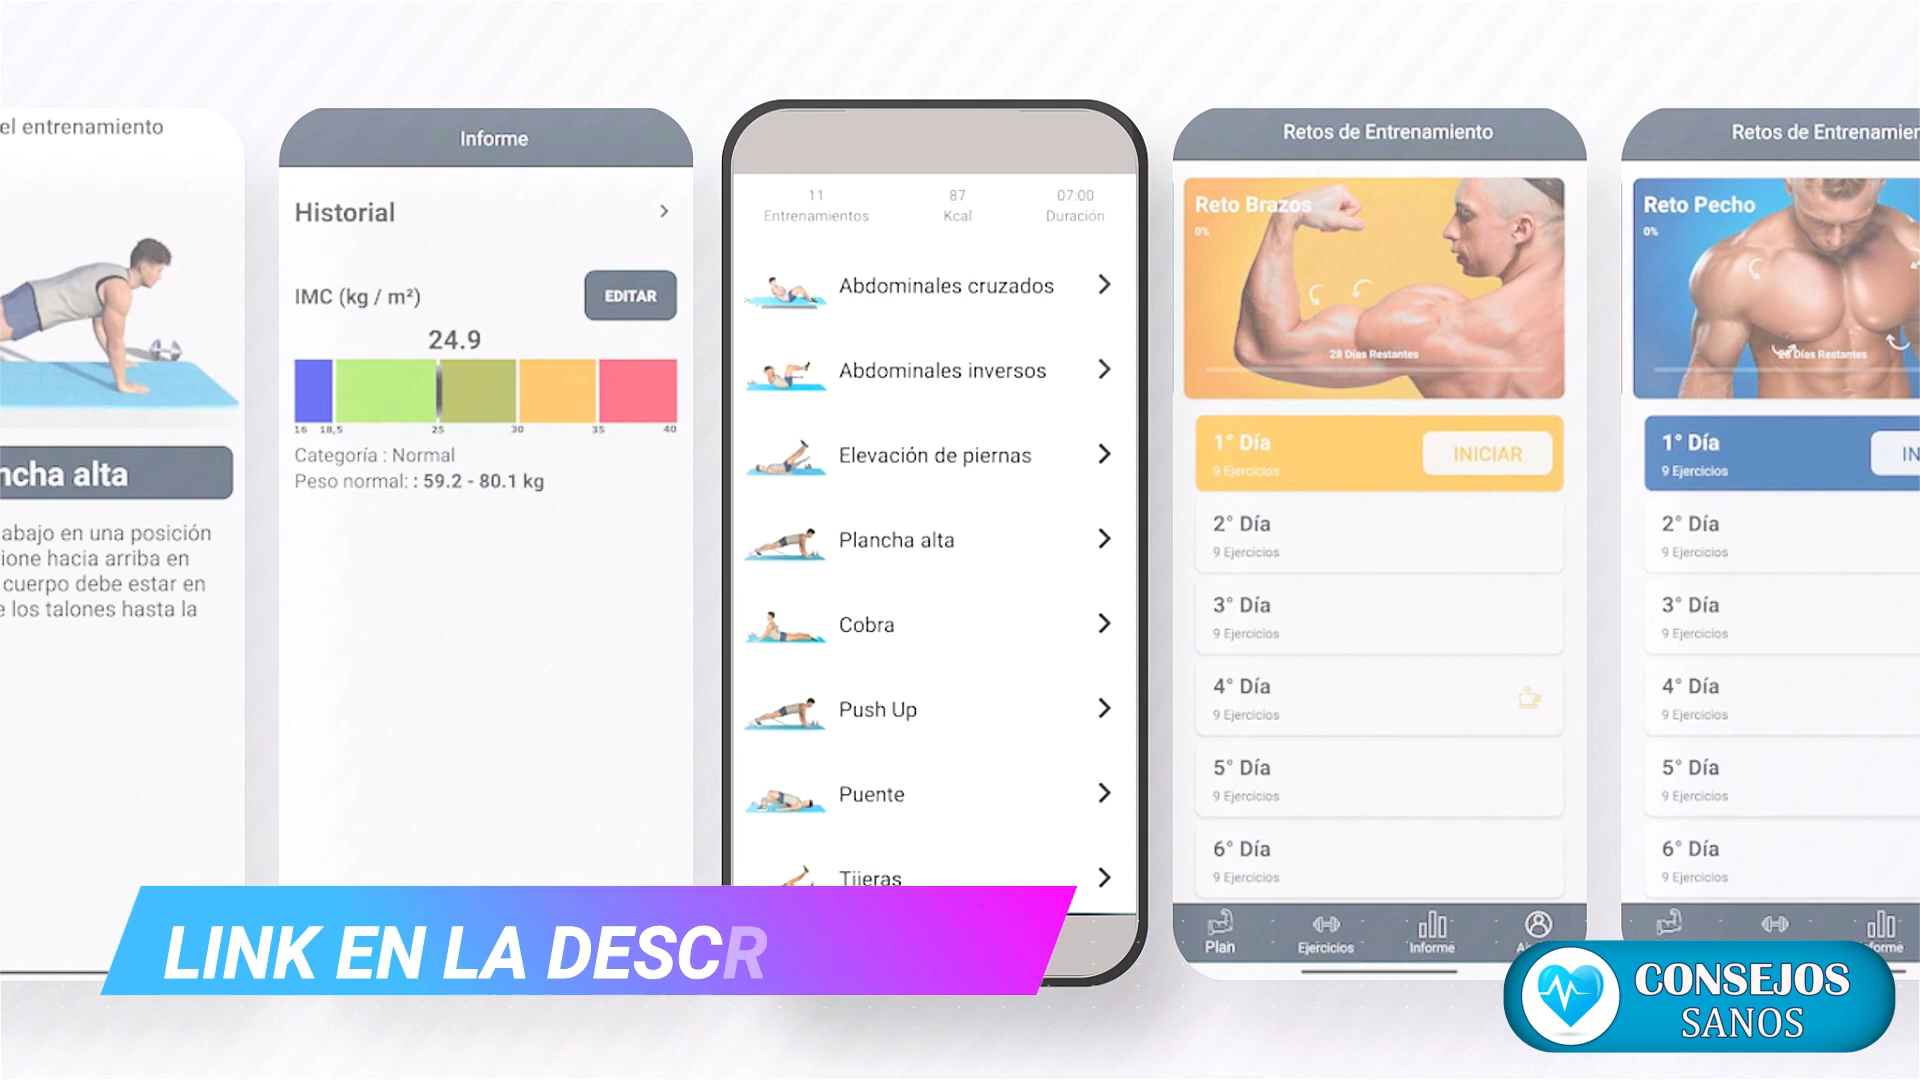 el entrenamiento
ncha alta
abajo en una posición
ione hacia arriba en
cuerpo debe estar en
e los talones hasta la
Informe
Historial
IMC (kg / m²)
EDITAR
24.9
16 18,5 25 30 35 40
Categoría : Normal
Peso normal: : 59.2 - 80.1 kg
11 87 07:00
Entrenamientos Kcal Duración
Abdominales cruzados
Abdominales inversos
Elevación de piernas
Plancha alta
Cobra
Push Up
Puente
Tijeras
Retos de Entrenamiento
Reto Brazos
0%
28 Días Restantes
1° Día
9 Ejercicios
INICIAR
2° Día
9 Ejercicios
3° Día
9 Ejercicios
4° Día
9 Ejercicios
5° Día
9 Ejercicios
6° Día
9 Ejercicios
Plan Ejercicios Informe
Retos de Entrenamier
Reto Pecho
0%
28 Días Restantes
1° Día
9 Ejercicios
IN
2° Día
9 Ejercicios
3° Día
9 Ejercicios
4° Día
9 Ejercicios
5° Día
9 Ejercicios
6° Día
9 Ejercicios
forme
LINK EN LA DESCR
CONSEJOS
SANOS